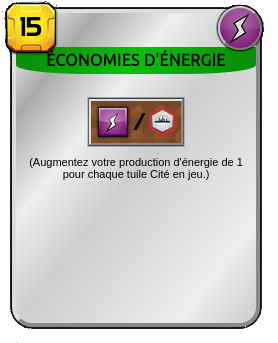 15
ÉCONOMIES D'ÉNERGIE
/
(Augmentez votre production d'énergie de 1
pour chaque tuile Cité en jeu.)